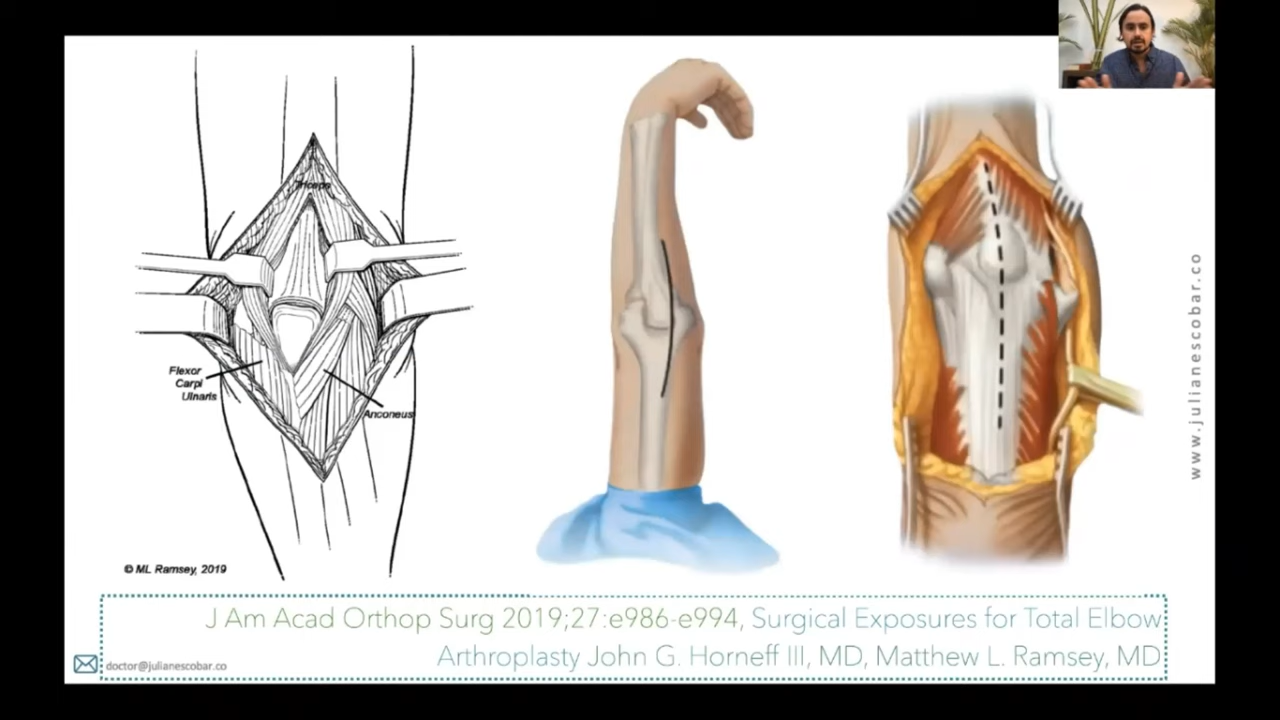 Triceps
Flexor
Carpi
Ulnaris
Anconeus
© ML Ramsey, 2019
www.julianescobar.co
J Am Acad Orthop Surg 2019;27:e986-e994, Surgical Exposures for Total Elbow
Arthroplasty John G. Horneff III, MD, Matthew L. Ramsey, MD
doctor@julianescobar.co